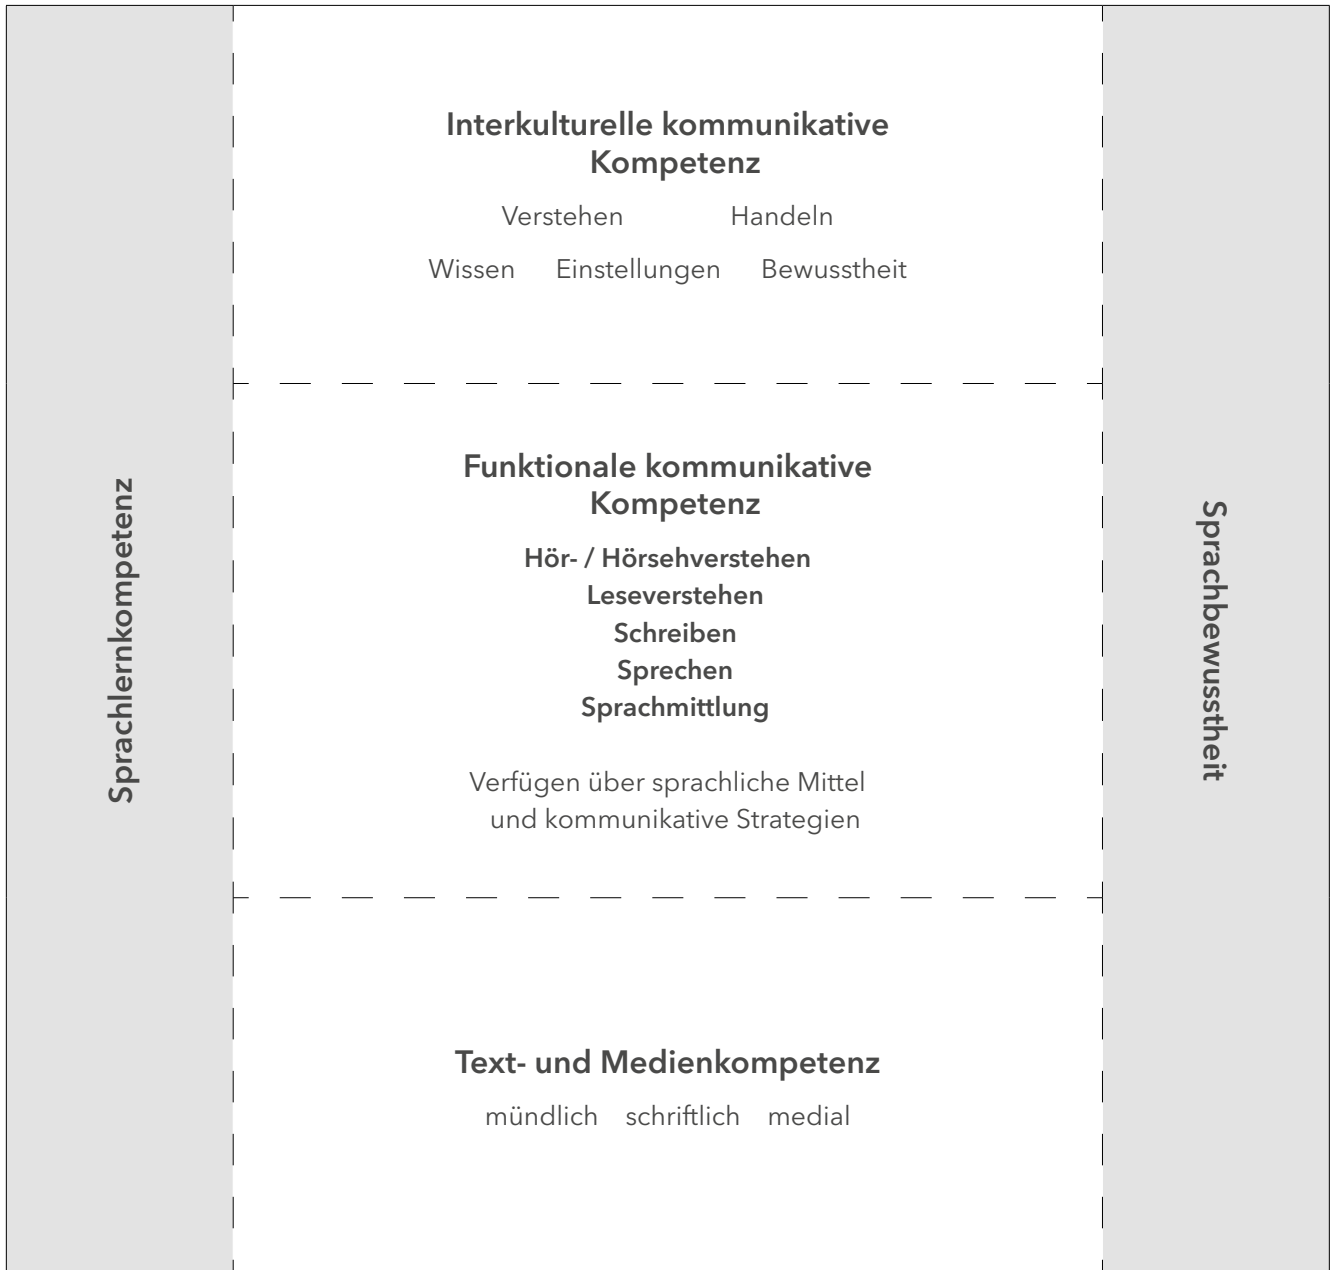 Sprachlernkompetenz
Interkulturelle kommunikative
Kompetenz
Verstehen Handeln
Wissen Einstellungen Bewusstheit
Funktionale kommunikative
Kompetenz
Hör- / Hörsehverstehen
Leseverstehen
Schreiben
Sprechen
Sprachmittlung
Verfügen über sprachliche Mittel
und kommunikative Strategien
Text- und Medienkompetenz
mündlich schriftlich medial
Sprachbewusstheit